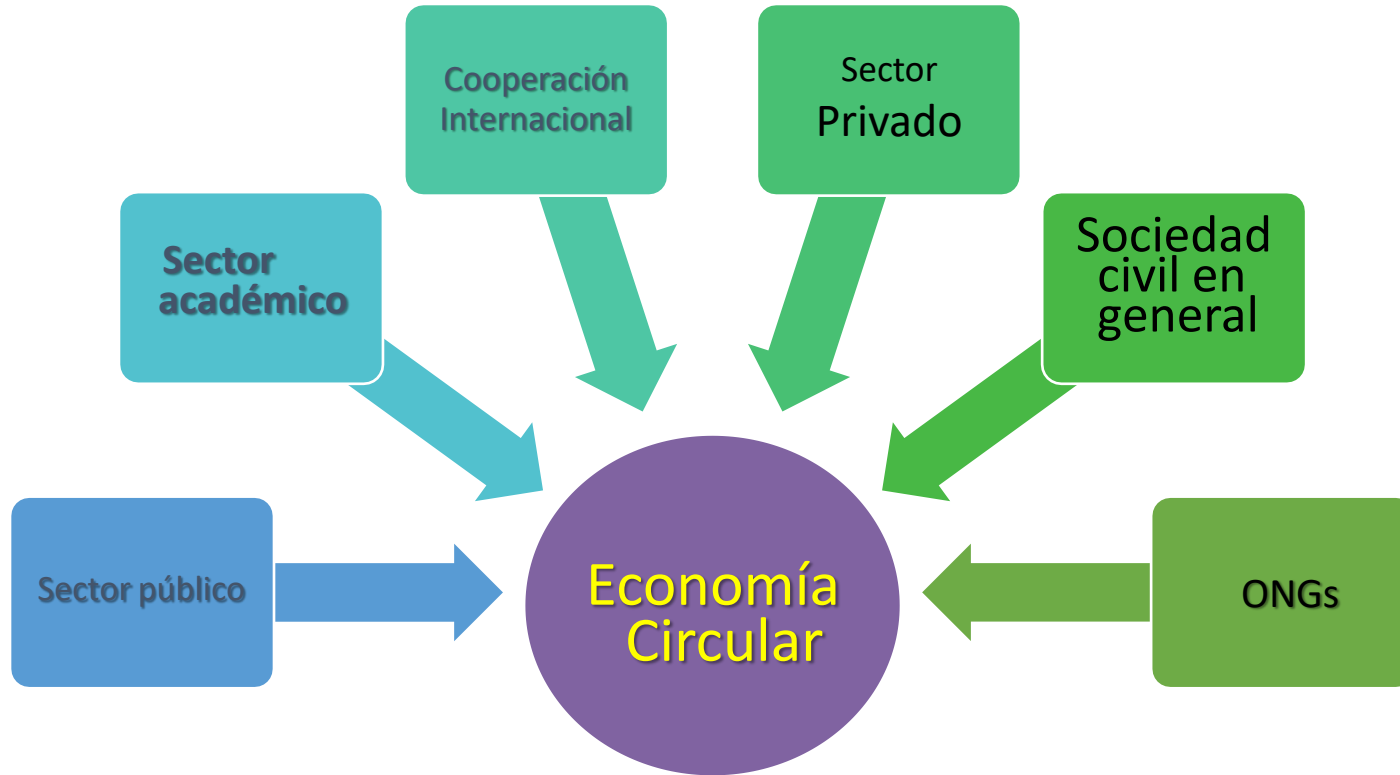 Cooperación
Internacional
Sector
Privado
Sector
académico
Sociedad
civil en
general
Sector público
Economía
Circular
ONGs